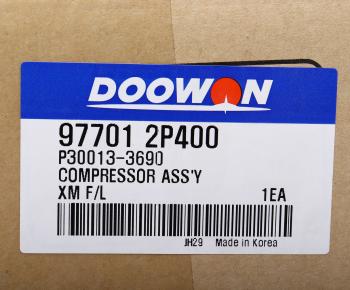 DOOWON
97701 2P400
P30013-3690
COMPRESSOR ASS'Y
XM F/L 1EA
JH29 Made in Korea